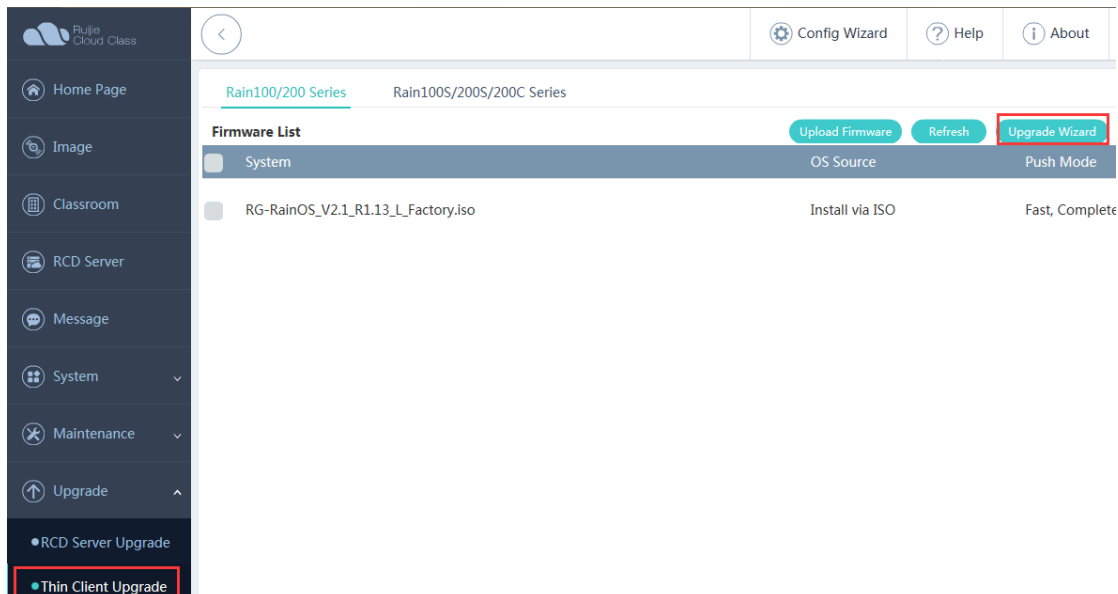 Ruijie
Cloud Class
Config Wizard
Help
About
Home Page
Image
Classroom
RCD Server
Message
System
Maintenance
Upgrade
RCD Server Upgrade
Thin Client Upgrade
Rain100/200 Series
Rain100S/200S/200C Series
Firmware List
Upload Firmware
Refresh
Upgrade Wizard
System
OS Source
Push Mode
RG-RainOS_V2.1_R1.13_L_Factory.iso
Install via ISO
Fast, Complete